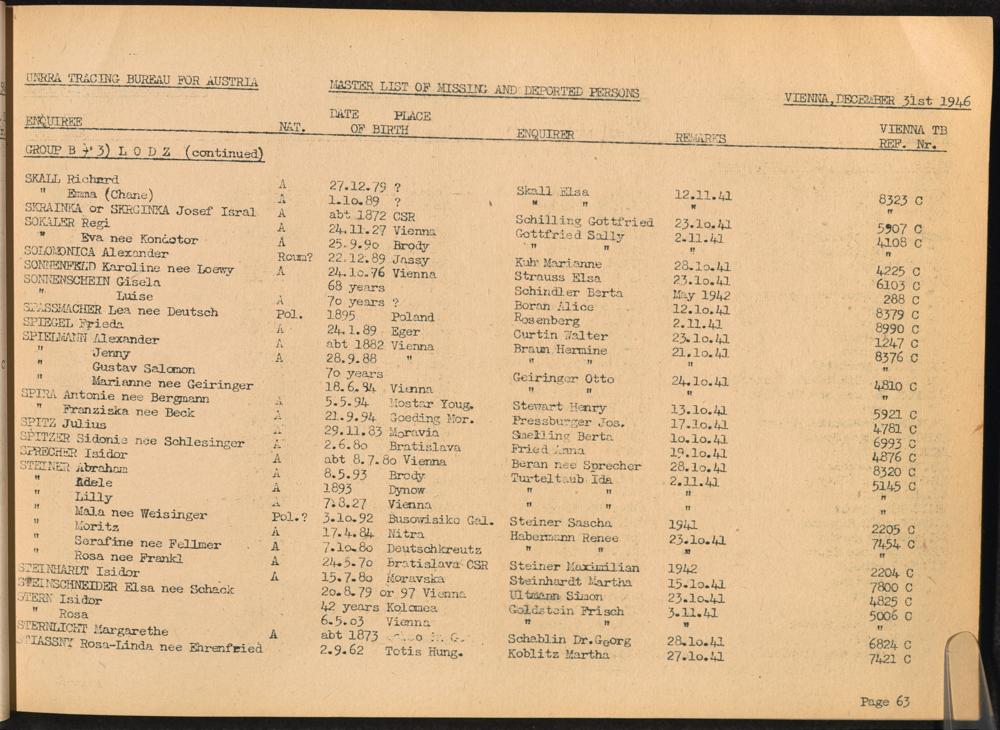 UNRRA TRACING BUREAU FOR AUSTRIA MASTER LIST OF MISSING AND DEPORTED PERSONS VIENNA, DECEMBER 31st 1946
ENQUIREE NAT. DATE PLACE OF BIRTH ENQUIRER REMARKS VIENNA TB REF. Nr.
GROUP B + 3) L O D Z (continued)
SKALL Richard A 27.12.79 ? Skall Elsa 12.11.41 8323 C
" Emma (Chane) A 1.10.89 ? " " " "
SKRAINKA or SKRGINKA Josef Isral A abt 1872 CSR Schilling Gottfried 23.10.41 5907 C
SOKALER Regi A 24.11.27 Vienna Gottfried Sally 2.11.41 4108 C
" Eva nee Kondotor A 25.9.90 Brody " " " "
SOLOMONICA Alexander Roum? 22.12.89 Jassy Kuh Marianne 28.10.41 4225 C
SONNENFELD Karoline nee Loewy A 24.10.76 Vienna Strauss Elsa 23.10.41 6103 C
SONNENSCHEIN Gisela 68 years Schindler Berta May 1942 288 C
" Luise A 70 years ? Boran Alice 12.10.41 8379 C
SPASSMACHER Lea nee Deutsch Pol. 1895 Poland Rosenberg 2.11.41 8990 C
SPIEGEL Frieda A 24.1.89 Eger Curtin Walter 23.10.41 1247 C
SPIELMANN Alexander A abt 1882 Vienna Braun Hermine 21.10.41 8376 C
" Jenny A 28.9.88 " " " " "
" Gustav Salomon 70 years Geiringer Otto 24.10.41 4810 C
" Marianne nee Geiringer 18.6.94 Vienna " " " "
SPIRA Antonie nee Bergmann A 5.5.94 Mostar Youg. Stewart Henry 13.10.41 5921 C
" Franziska nee Beck A 21.9.94 Goeding Mor. Pressburger Jos. 17.10.41 4781 C
SPITZ Julius A 29.11.83 Moravia Smelling Berta 10.10.41 6993 C
SPITZER Sidonie nee Schlesinger A 2.6.80 Bratislava Fried Anna 19.10.41 4876 C
SPRECHER Isidor A abt 8.7.80 Vienna Beran nee Sprecher 28.10.41 8320 C
STEINER Abraham A 8.5.93 Brody Turteltaub Ida 2.11.41 5145 C
" Adele A 1893 Dynow " " " "
" Lilly A 7.8.27 Vienna " " " "
" Mala nee Weisinger Pol.? 3.10.92 Busowisiko Gal. Steiner Sascha 1941 2205 C
" Moritz A 17.4.84 Nitra Habermann Renee 23.10.41 7454 C
" Serafine nee Fellmer A 7.10.80 Deutschkreutz " " " "
" Rosa nee Frankl A 24.5.70 Bratislava CSR Steiner Maximilian 1942 2204 C
STEINHARDT Isidor A 15.7.80 Moravska Steinhardt Martha 15.10.41 7800 C
STEINSCHNEIDER Elsa nee Schack 20.8.79 or 97 Vienna Ultmann Simon 23.10.41 4825 C
STERN Isidor 42 years Kolomea Goldstein Frisch 3.11.41 5006 C
" Rosa 6.5.03 Vienna " " " "
STERNLICHT Margarethe A abt 1873 Schablin Dr.Georg 28.10.41 6824 C
STIASSNY Rosa-Linda nee Ehrenfried 2.9.62 Totis Hung. Koblitz Martha 27.10.41 7421 C
Page 63